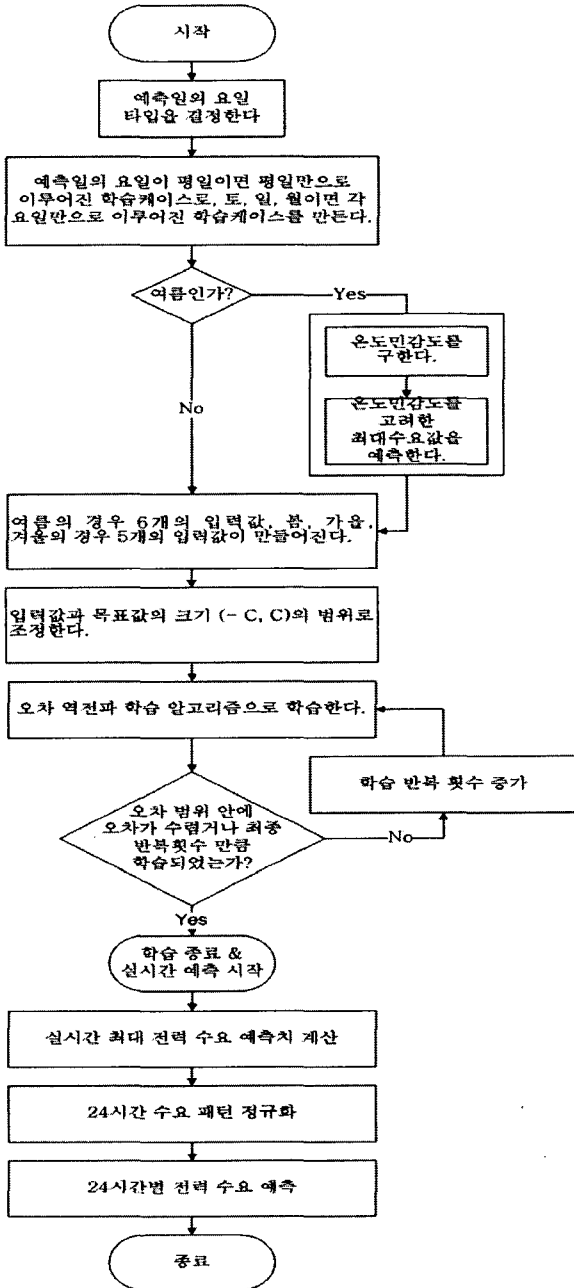 시작
예측일의 요일
타입을 결정한다
예측일의 요일이 평일이면 평일만으로
이루어진 학습케이스로, 토, 일, 월이면 각
요일만으로 이루어진 학습케이스를 만든다.
여름인가?
Yes
온도민감도를
구한다.
No
온도민감도를
고려한
최대수요값을
예측한다.
여름의 경우 6개의 입력값, 봄, 가을,
겨울의 경우 5개의 입력값이 만들어진다.
입력값과 목표값의 크기 (- C, C)의 범위로
조정한다.
오차 역전파 학습 알고리즘으로 학습한다.
학습 반복 횟수 증가
오차 범위 안에
오차가 수렴거나 최종
반복횟수 만큼
학습되었는가?
No
Yes
학습 종료 &
실시간 예측 시작
실시간 최대 전력 수요 예측치 계산
24시간 수요 패턴 정규화
24시간별 전력 수요 예측
종료